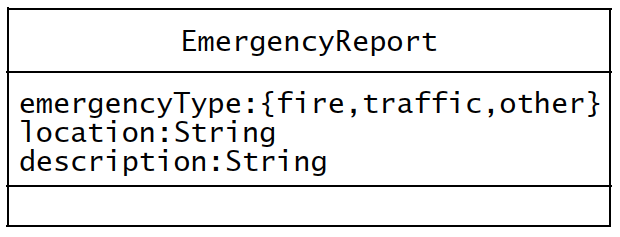 EmergencyReport
emergencyType:{fire,traffic,other}
location:String
description:String